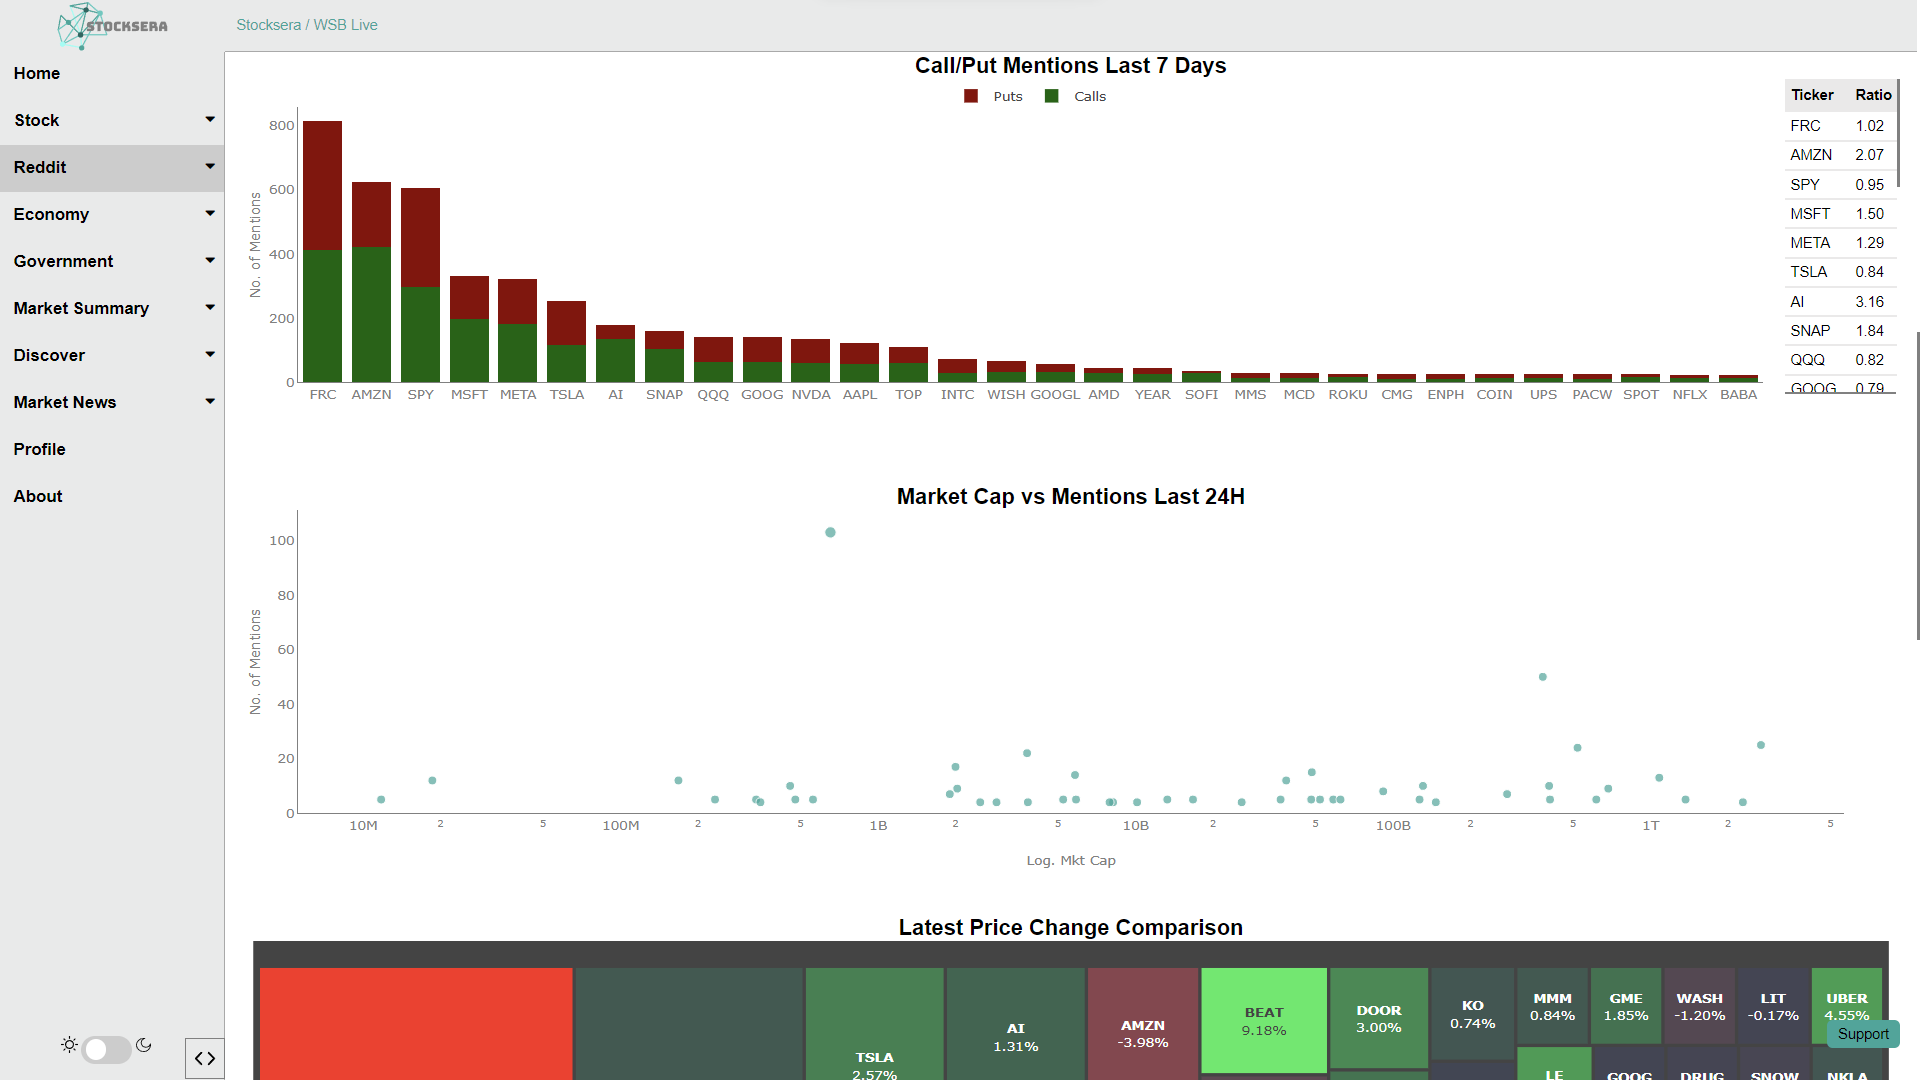 STOCKSERA
Stocksera / WSB Live
Home
Stock
Reddit
Economy
Government
Market Summary
Discover
Market News
Profile
About
Call/Put Mentions Last 7 Days
Puts Calls
No. of Mentions
800
600
400
200
0
FRC AMZN SPY MSFT META TSLA AI SNAP QQQ GOOG NVDA AAPL TOP INTC WISH GOOGL AMD YEAR SOFI MMS MCD ROKU CMG ENPH COIN UPS PACW SPOT NFLX BABA
Ticker Ratio
FRC 1.02
AMZN 2.07
SPY 0.95
MSFT 1.50
META 1.29
TSLA 0.84
AI 3.16
SNAP 1.84
QQQ 0.82
GOOG 0.79
Market Cap vs Mentions Last 24H
No. of Mentions
100
80
60
40
20
0
10M 2 5 100M 2 5 1B 2 5 10B 2 5 100B 2 5 1T 2 5
Log. Mkt Cap
Latest Price Change Comparison
TSLA
2.57%
AI
1.31%
AMZN
-3.98%
BEAT
9.18%
DOOR
3.00%
KO
0.74%
MMM
0.84%
GME
1.85%
WASH
-1.20%
LIT
-0.17%
UBER
4.55%
LE
GOOG
DRUG
SNOW
NKLA
Support